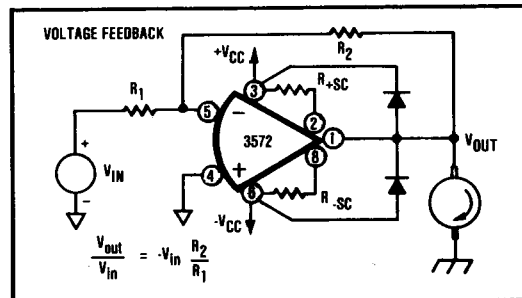 VOLTAGE FEEDBACK
R2
+VCC
R1
R+SC
3
5
−
2
1
3572
8
VOUT
+
VIN
−
4
+
6
R-SC
-VCC
Vout / Vin = -Vin R2 / R1